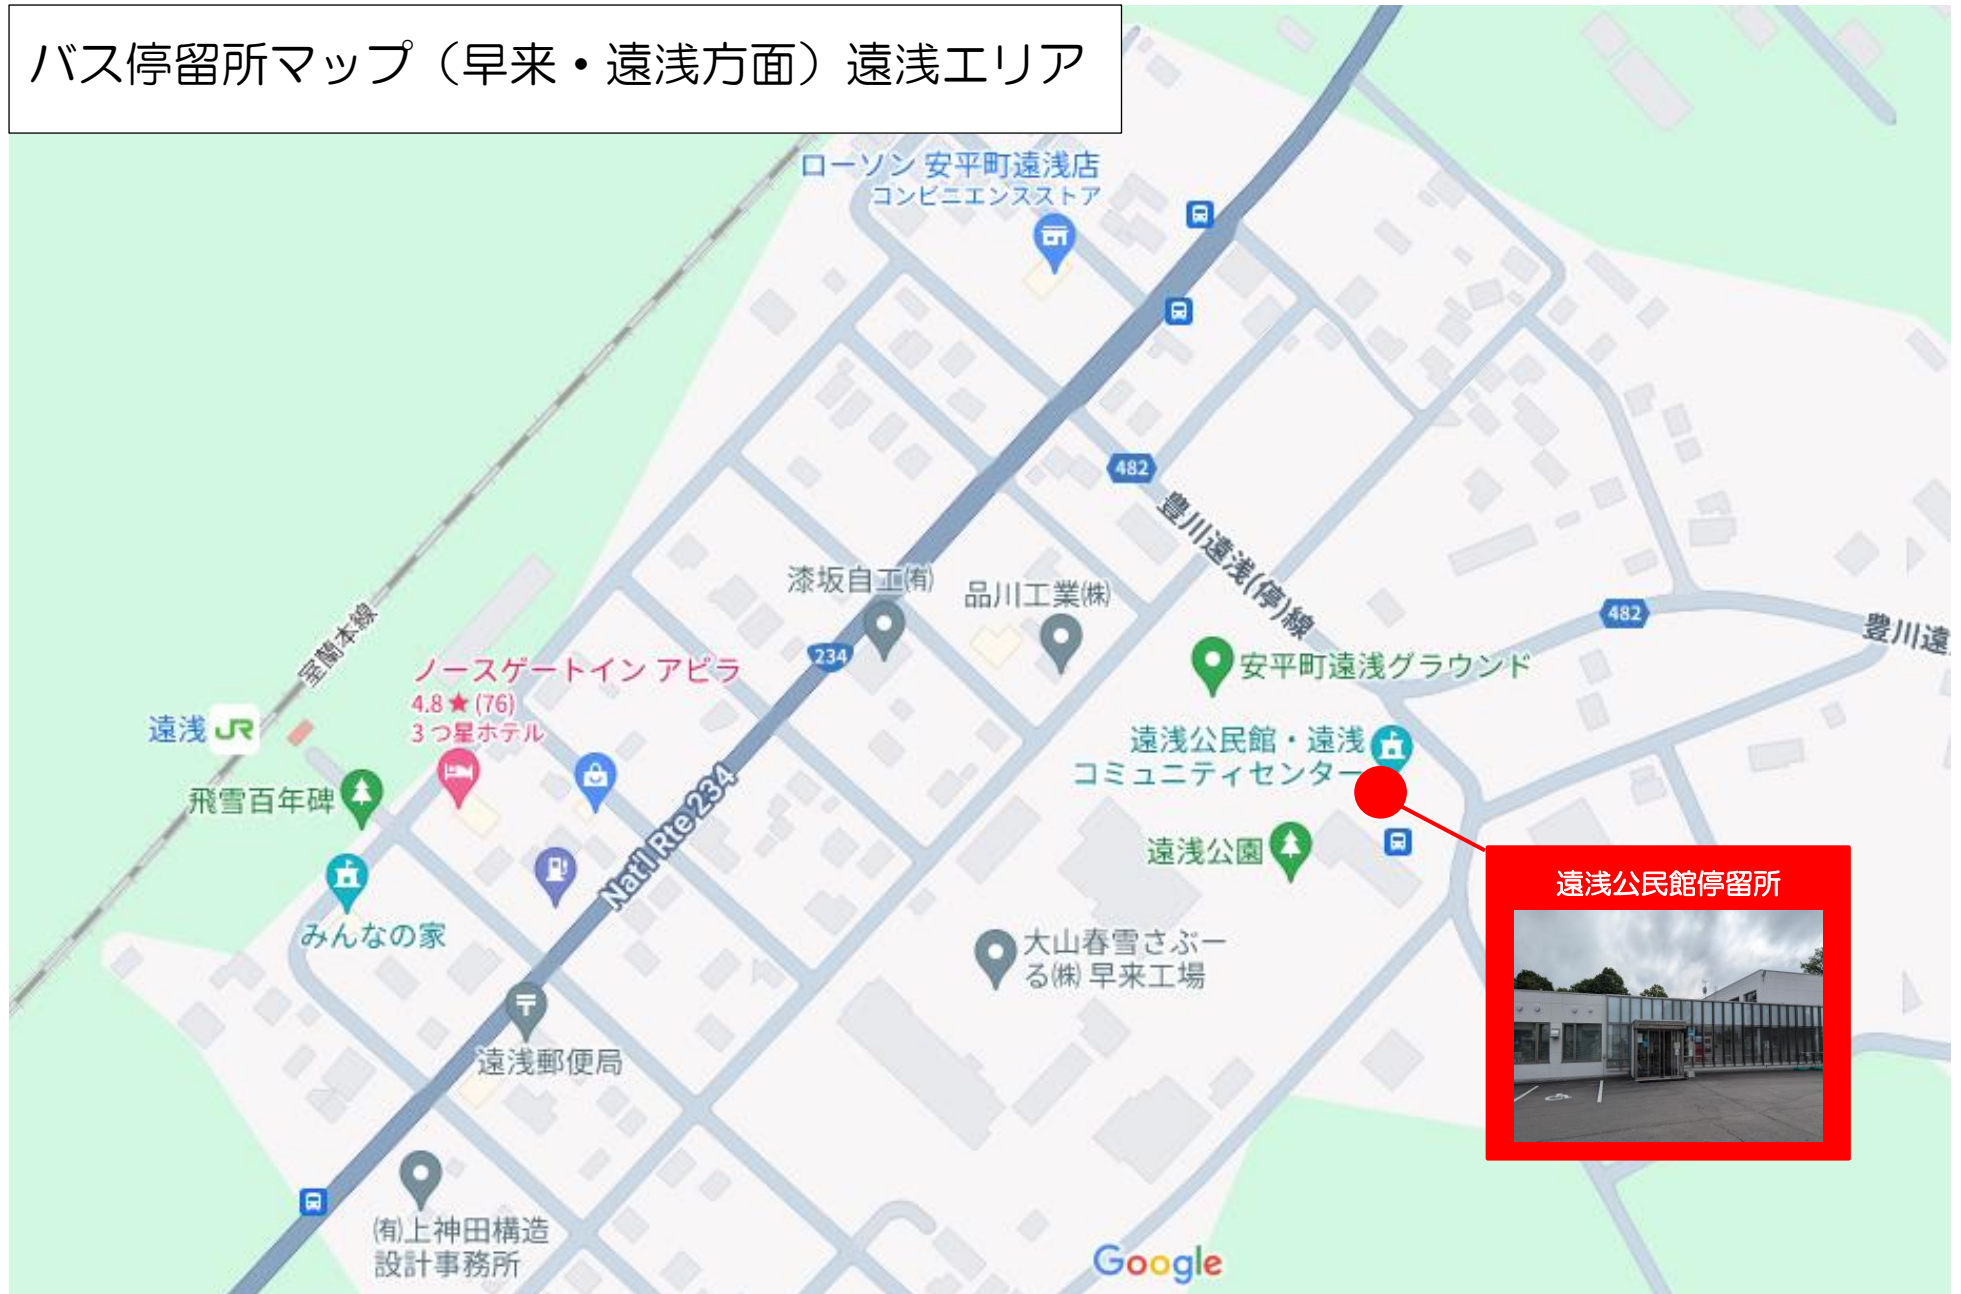 バス停留所マップ（早来・遠浅方面）遠浅エリア
ローソン 安平町遠浅店
コンビニエンスストア
482
豊川遠浅(停)線
漆坂自工㈲
品川工業㈱
室蘭本線
234
482
豊川遠
ノースゲートイン アビラ
4.8★(76)
3 つ星ホテル
安平町遠浅グラウンド
遠浅 JR
遠浅公民館・遠浅
コミュニティセンター
飛雪百年碑
Nat'l Rte 234
遠浅公園
みんなの家
遠浅公民館停留所
大山春雪さぶー
る㈱ 早来工場
〒
遠浅郵便局
㈲上神田構造
設計事務所
Google